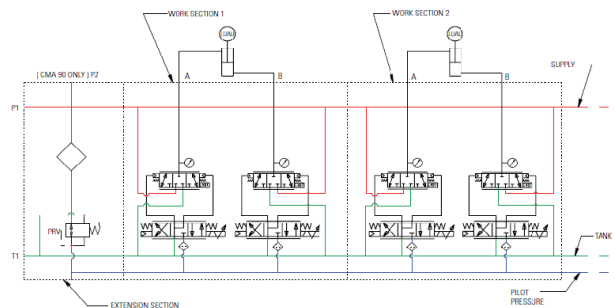 WORK SECTION 1
WORK SECTION 2
LOAD
LOAD
( CMA 90 ONLY ) P2
A
B
A
B
SUPPLY
P1
PRV
T1
TANK
PILOT
PRESSURE
EXTENSION SECTION